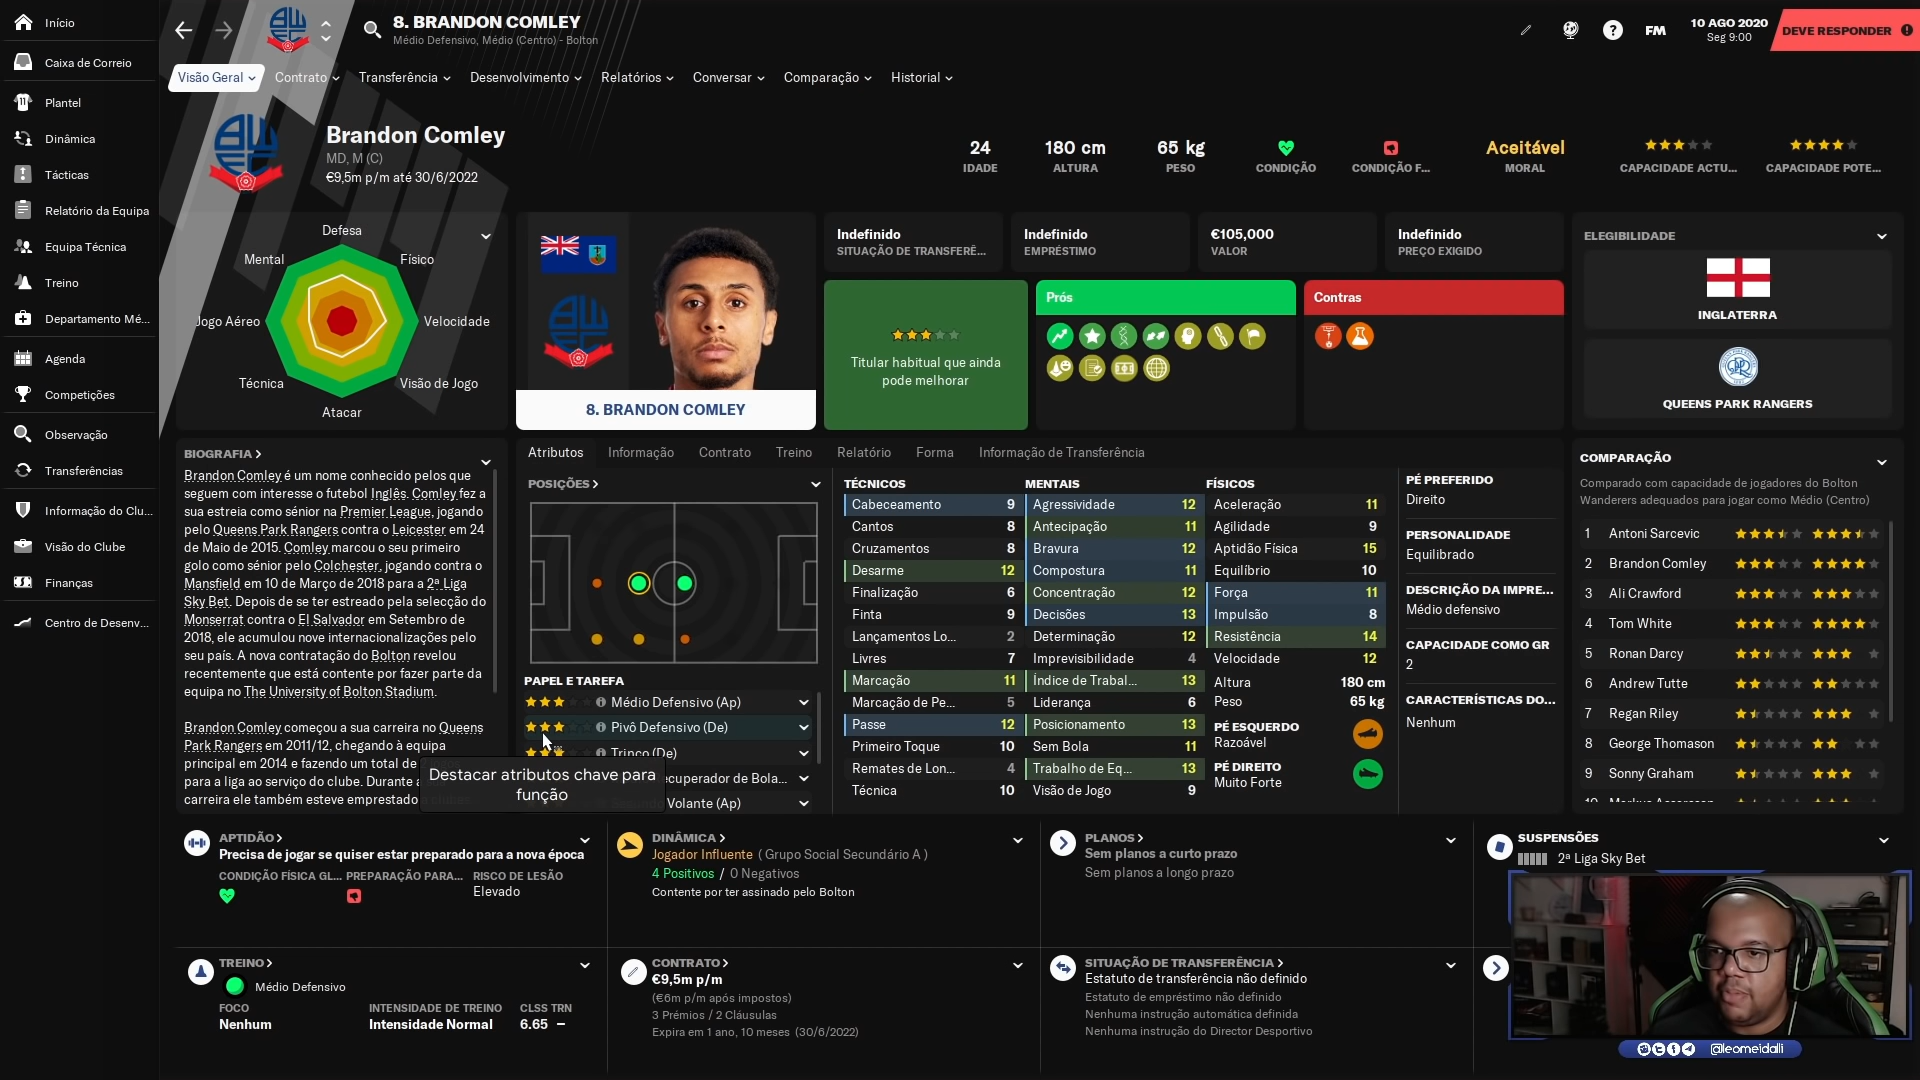 Início
Caixa de Correio
Plantel
Dinâmica
Tácticas
Relatório da Equipa
Equipa Técnica
Treino
Departamento Mé...
Agenda
Competições
Observação
Transferências
Informação do Clu...
Visão do Clube
Finanças
Centro de Desenv...
8. BRANDON COMLEY
Médio Defensivo, Médio (Centro) - Bolton
FM
10 AGO 2020
Seg 9:00
DEVE RESPONDER
Visão Geral
Contrato
Transferência
Desenvolvimento
Relatórios
Conversar
Comparação
Historial
Brandon Comley
MD, M (C)
€9,5m p/m até 30/6/2022
24
IDADE
180 cm
ALTURA
65 kg
PESO
CONDIÇÃO
CONDIÇÃO F...
Aceitável
MORAL
CAPACIDADE ACTU...
CAPACIDADE POTE...
Defesa
Mental
Físico
Jogo Aéreo
Velocidade
Técnica
Visão de Jogo
Atacar
8. BRANDON COMLEY
Indefinido
SITUAÇÃO DE TRANSFERÊ...
Indefinido
EMPRÉSTIMO
€105,000
VALOR
Indefinido
PREÇO EXIGIDO
Titular habitual que ainda
pode melhorar
Prós
Contras
ELEGIBILIDADE
INGLATERRA
QUEENS PARK RANGERS
BIOGRAFIA
Brandon Comley é um nome conhecido pelos que
seguem com interesse o futebol Inglês. Comley fez a
sua estreia como sénior na Premier League, jogando
pelo Queens Park Rangers contra o Leicester em 24
de Maio de 2015. Comley marcou o seu primeiro
golo como sénior pelo Colchester, jogando contra o
Mansfield em 10 de Março de 2018 para a 2ª Liga
Sky Bet. Depois de se ter estreado pela selecção do
Monserrat contra o El Salvador em Setembro de
2018, ele acumulou nove internacionalizações pelo
seu país. A nova contratação do Bolton revelou
recentemente que está contente por fazer parte da
equipa no The University of Bolton Stadium.
Brandon Comley começou a sua carreira no Queens
Park Rangers em 2011/12, chegando à equipa
principal em 2014 e fazendo um total de
para a liga ao serviço do clube. Durante a
carreira ele também esteve emprestado
Atributos
Informação
Contrato
Treino
Relatório
Forma
Informação de Transferência
POSIÇÕES
PAPEL E TAREFA
Médio Defensivo (Ap)
Pivô Defensivo (De)
Trinco (De)
ecuperador de Bola...
Volante (Ap)
Destacar atributos chave para
função
TÉCNICOS
Cabeceamento 9
Cantos 8
Cruzamentos 8
Desarme 12
Finalização 6
Finta 9
Lançamentos Lo... 2
Livres 7
Marcação 11
Marcação de Pe... 5
Passe 12
Primeiro Toque 10
Remates de Lon... 4
Técnica 10
MENTAIS
Agressividade 12
Antecipação 11
Bravura 12
Compostura 11
Concentração 12
Decisões 13
Determinação 12
Imprevisibilidade 4
Índice de Trabal... 13
Liderança 6
Posicionamento 13
Sem Bola 11
Trabalho de Eq... 13
Visão de Jogo 9
FÍSICOS
Aceleração 11
Agilidade 9
Aptidão Física 15
Equilíbrio 10
Força 11
Impulsão 8
Resistência 14
Velocidade 12
Altura 180 cm
Peso 65 kg
PÉ ESQUERDO
Razoável
PÉ DIREITO
Muito Forte
PÉ PREFERIDO
Direito
PERSONALIDADE
Equilibrado
DESCRIÇÃO DA IMPRE...
Médio defensivo
CAPACIDADE COMO GR
2
CARACTERÍSTICAS DO...
Nenhum
COMPARAÇÃO
Comparado com capacidade de jogadores do Bolton
Wanderers adequados para jogar como Médio (Centro)
1 Antoni Sarcevic
2 Brandon Comley
3 Ali Crawford
4 Tom White
5 Ronan Darcy
6 Andrew Tutte
7 Regan Riley
8 George Thomason
9 Sonny Graham
APTIDÃO
Precisa de jogar se quiser estar preparado para a nova época
CONDIÇÃO FÍSICA GL...
PREPARAÇÃO PARA...
RISCO DE LESÃO
Elevado
DINÂMICA
Jogador Influente ( Grupo Social Secundário A )
4 Positivos / 0 Negativos
Contente por ter assinado pelo Bolton
PLANOS
Sem planos a curto prazo
Sem planos a longo prazo
SUSPENSÕES
2ª Liga Sky Bet
TREINO
Médio Defensivo
FOCO
Nenhum
INTENSIDADE DE TREINO
Intensidade Normal
CLSS TRN
6.65 –
CONTRATO
€9,5m p/m
(€6m p/m após impostos)
3 Prémios / 2 Cláusulas
Expira em 1 ano, 10 meses (30/6/2022)
SITUAÇÃO DE TRANSFERÊNCIA
Estatuto de transferência não definido
Estatuto de empréstimo não definido
Nenhuma instrução automática definida
Nenhuma instrução do Director Desportivo
@leomeidalli